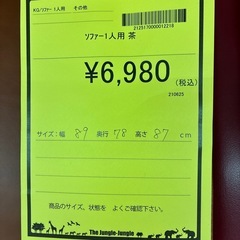 KG/ソファー１人用　その他
2123170000012218
ソファー1人用 茶
¥6,980
(税込)
210625
サイズ：幅 89 奥行 78 高さ 87 cm
商品のサイズ、状態を よくご確認下さい。
The Jungle-Jungle